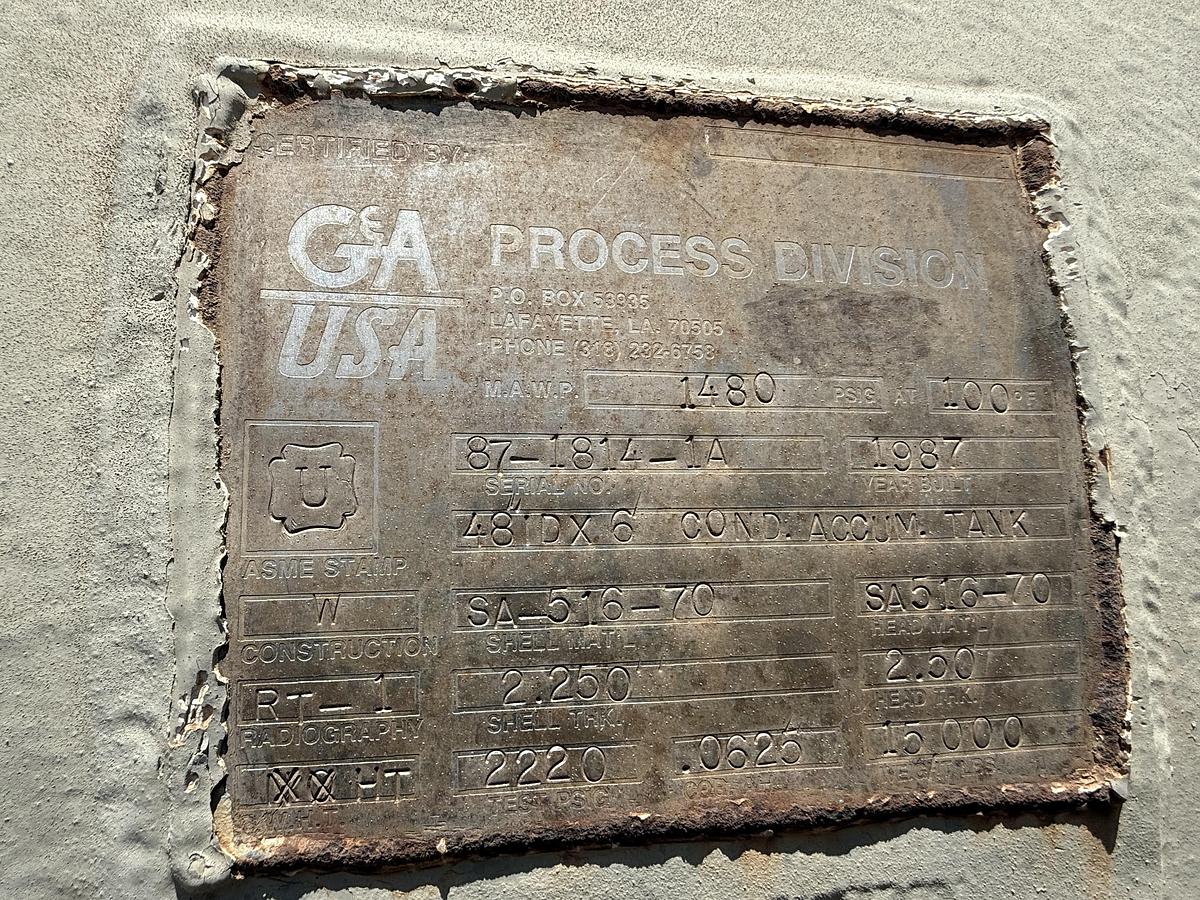 CERTIFIED BY:
G&A
USA
PROCESS DIVISION
P.O. BOX 53935
LAFAYETTE, LA. 70505
PHONE (318) 232-6753
M.A.W.P. 1480 PSIG AT 100 °F
87-1814-1A 1987
SERIAL NO. YEAR BUILT
U
48" ID X 6' COND. ACCUM. TANK
ASME STAMP
W SA-516-70 SA516-70
CONSTRUCTION SHELL MAT'L. HEAD MAT'L
RT-1 2.250" 2.50"
RADIOGRAPHY SHELL THK. HEAD THK.
HT 2220 .0625" 15000
TEST PSIG